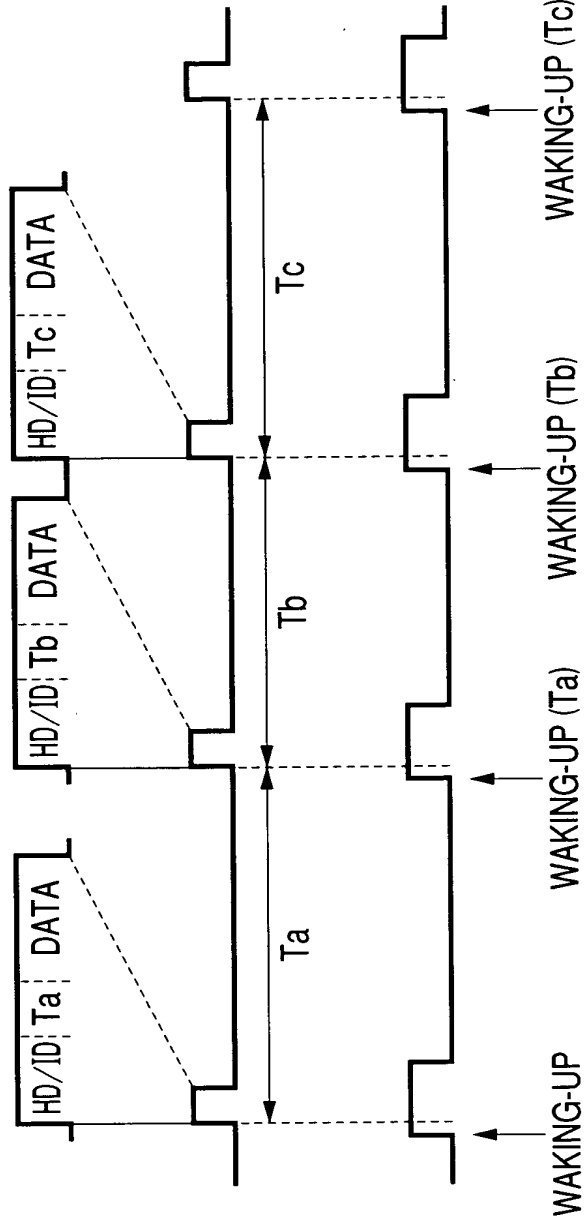 HD/ID Ta DATA
HD/ID Tb DATA
HD/ID Tc DATA
Ta
Tb
Tc
WAKING-UP
WAKING-UP (Ta)
WAKING-UP (Tb)
WAKING-UP (Tc)